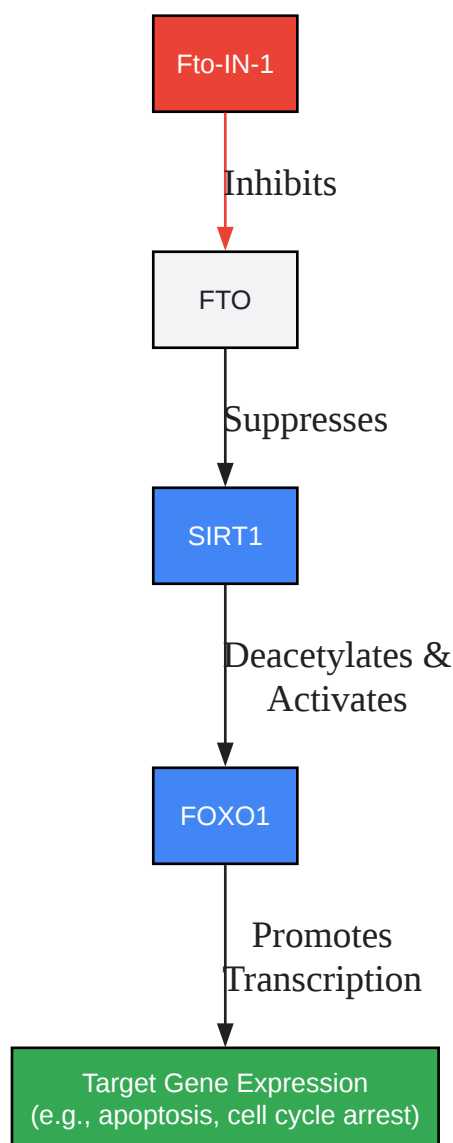 Fto-IN-1
Inhibits
FTO
Suppresses
SIRT1
Deacetylates &
Activates
FOXO1
Promotes
Transcription
Target Gene Expression
(e.g., apoptosis, cell cycle arrest)